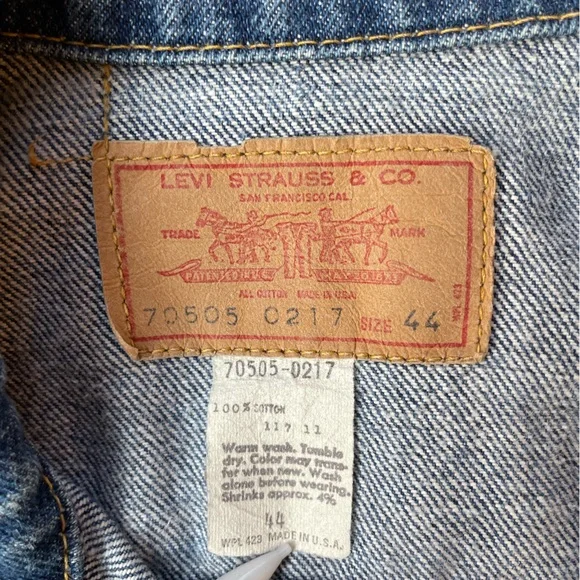 LEVI STRAUSS & CO.
SAN FRANCISCO CAL.
TRADE MARK
ALL COTTON MADE IN U.S.A.
70505 0217 SIZE 44
WPL 423
70505-0217
100% COTTON
117 11
Warm wash. Tumble
dry. Color may trans-
fer when new. Wash
alone before wearing.
Shrinks approx. 4%
44
WPL 423 MADE IN U.S.A.